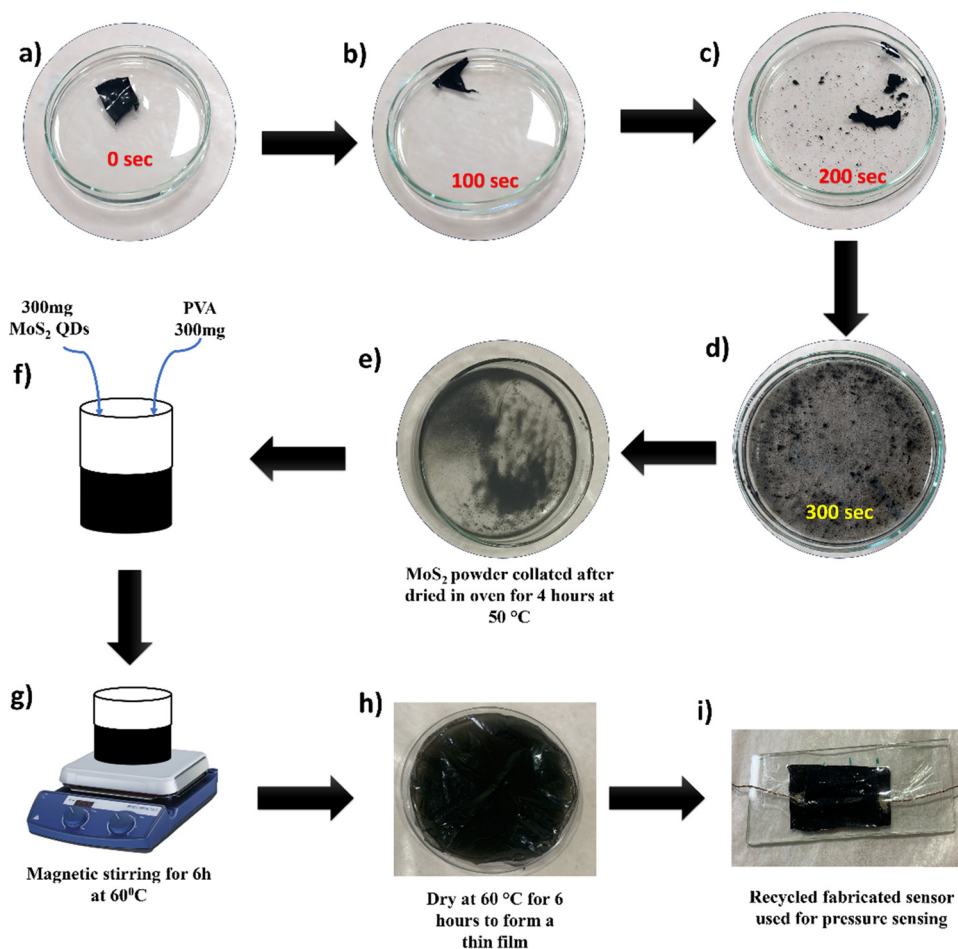 a)
0 sec
b)
100 sec
c)
200 sec
d)
300 sec
e)
MoS₂ powder collated after
dried in oven for 4 hours at
50 °C
f)
300mg
MoS₂ QDs
PVA
300mg
g)
Magnetic stirring for 6h
at 60⁰C
h)
Dry at 60 °C for 6
hours to form a
thin film
i)
Recycled fabricated sensor
used for pressure sensing